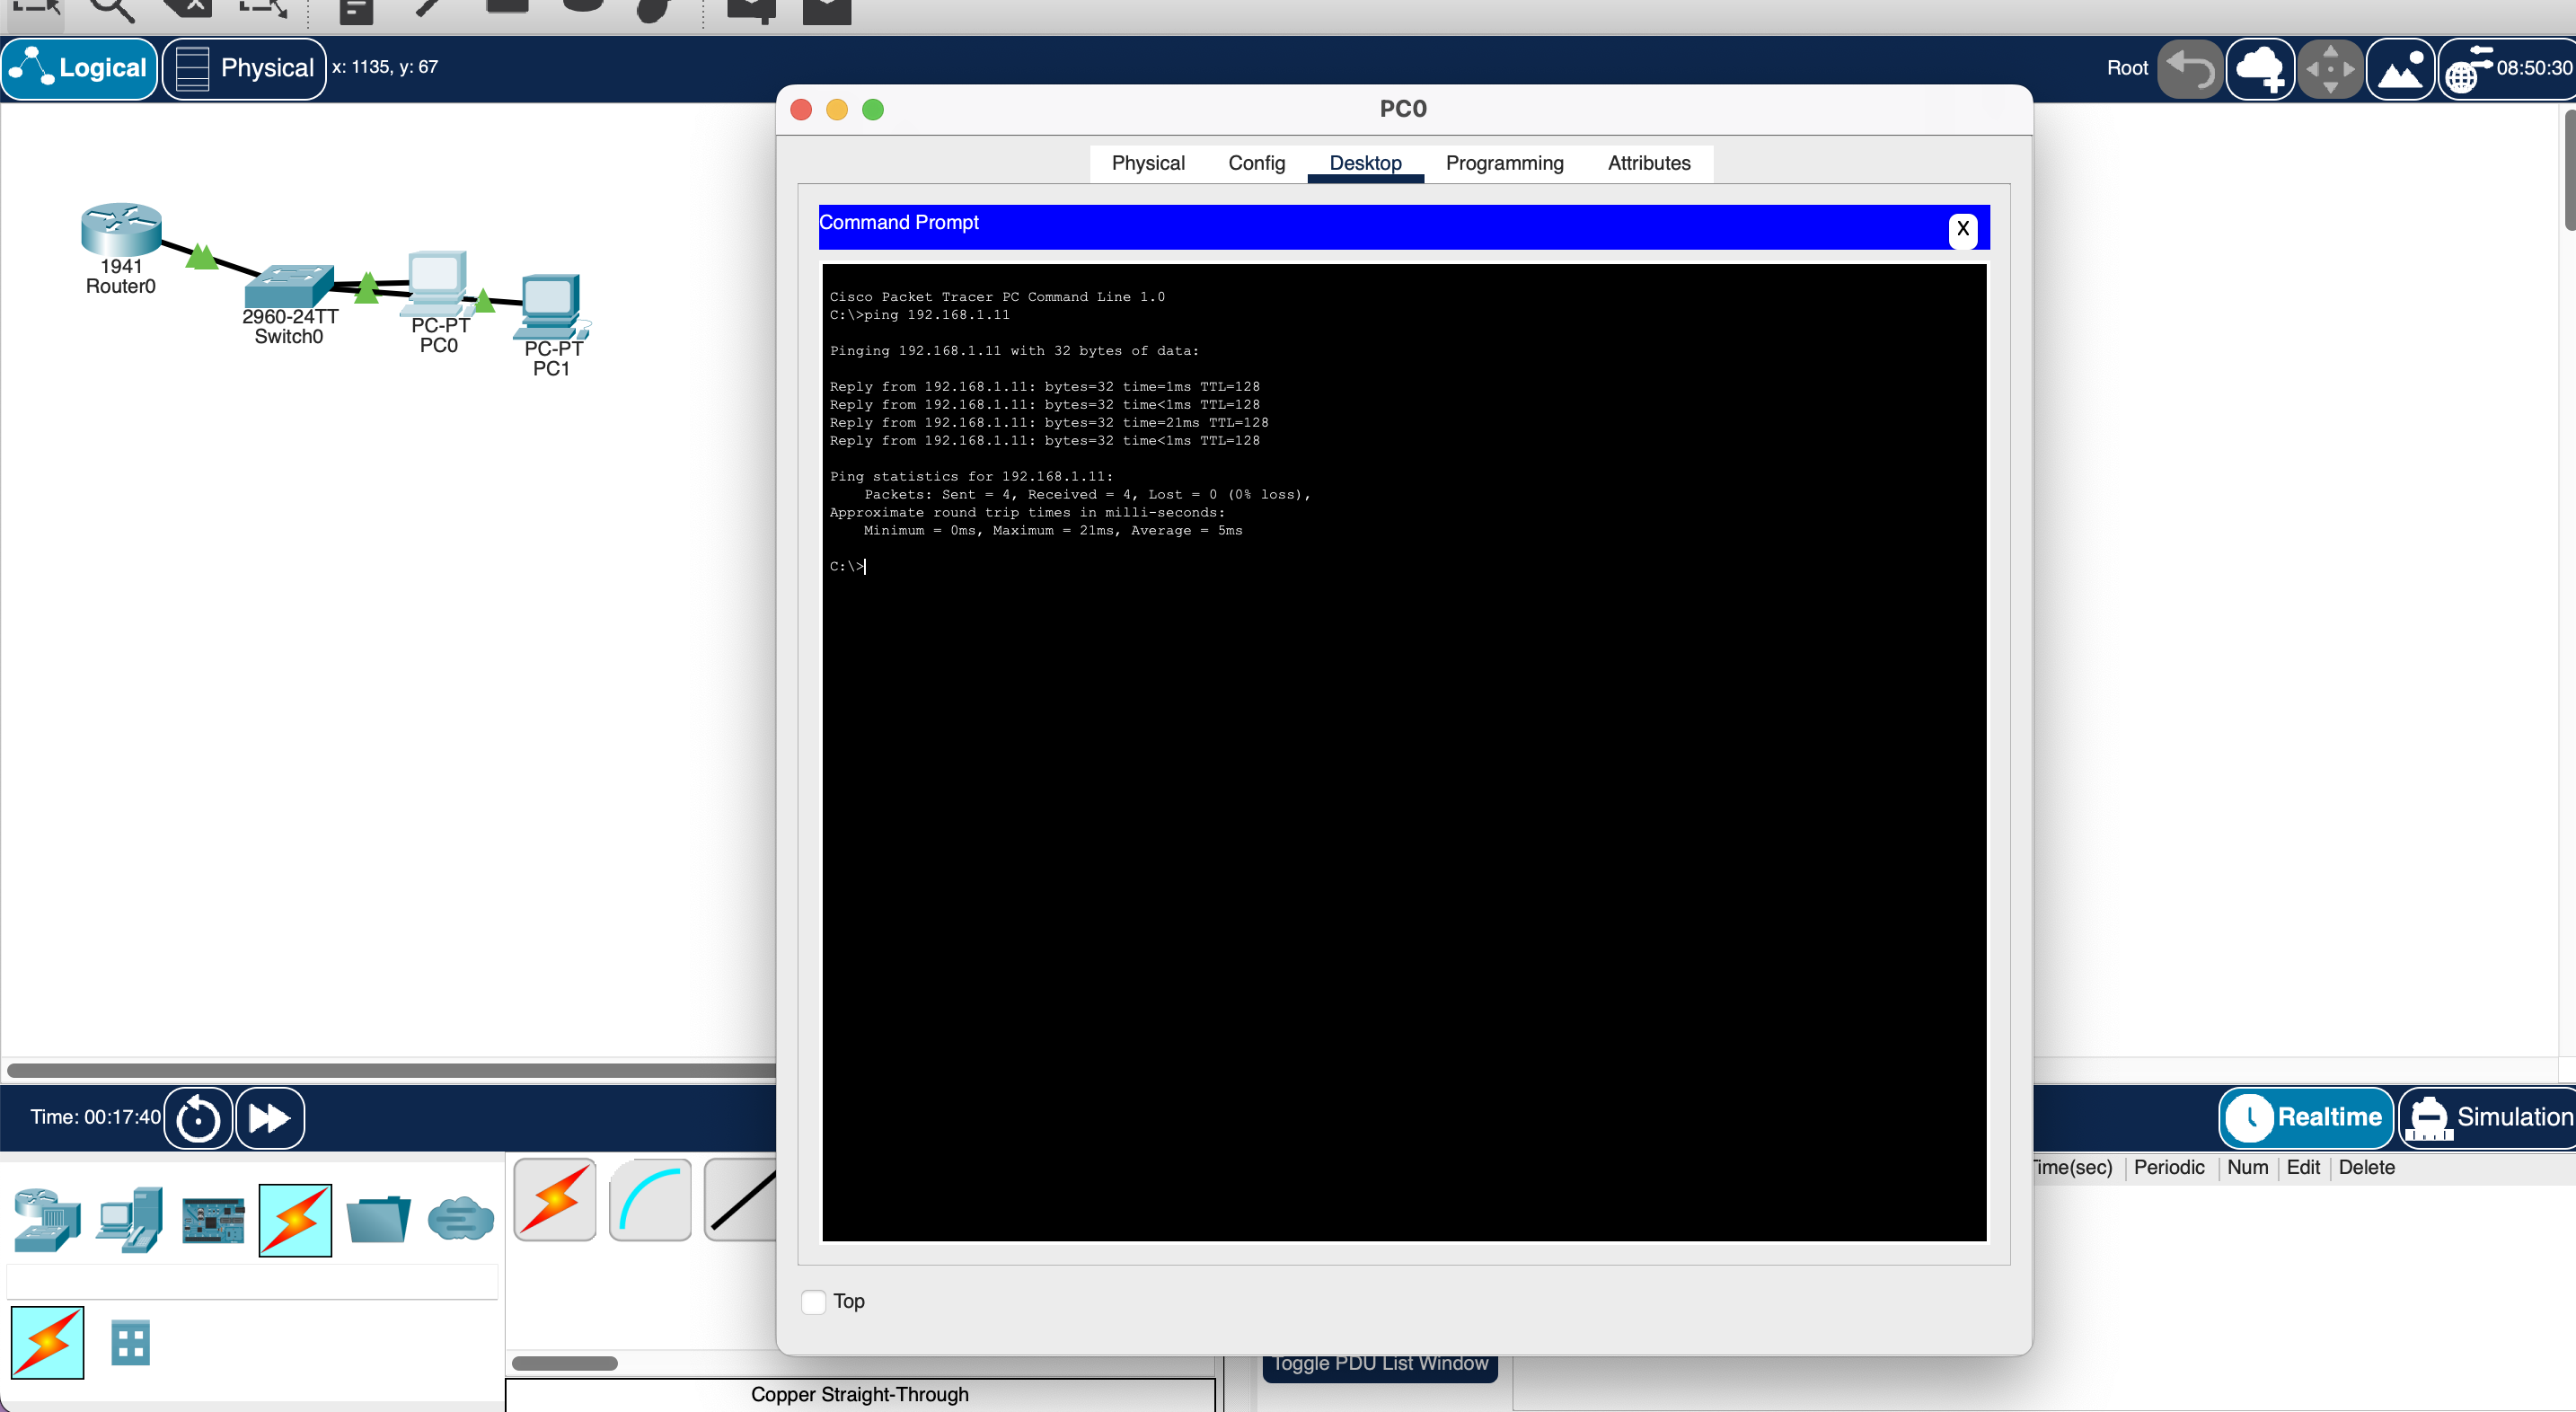 Logical
Physical
x: 1135, y: 67
Root
08:50:30
PC0
Physical
Config
Desktop
Programming
Attributes
Command Prompt
X
1941
Router0
2960-24TT
Switch0
PC-PT
PC0
PC-PT
PC1
Cisco Packet Tracer PC Command Line 1.0
C:\>ping 192.168.1.11
Pinging 192.168.1.11 with 32 bytes of data:
Reply from 192.168.1.11: bytes=32 time=1ms TTL=128
Reply from 192.168.1.11: bytes=32 time<1ms TTL=128
Reply from 192.168.1.11: bytes=32 time=21ms TTL=128
Reply from 192.168.1.11: bytes=32 time<1ms TTL=128
Ping statistics for 192.168.1.11:
Packets: Sent = 4, Received = 4, Lost = 0 (0% loss),
Approximate round trip times in milli-seconds:
Minimum = 0ms, Maximum = 21ms, Average = 5ms
C:\>
Top
Time: 00:17:40
Realtime
Simulation
Time(sec)
Periodic
Num
Edit
Delete
Toggle PDU List Window
Copper Straight-Through